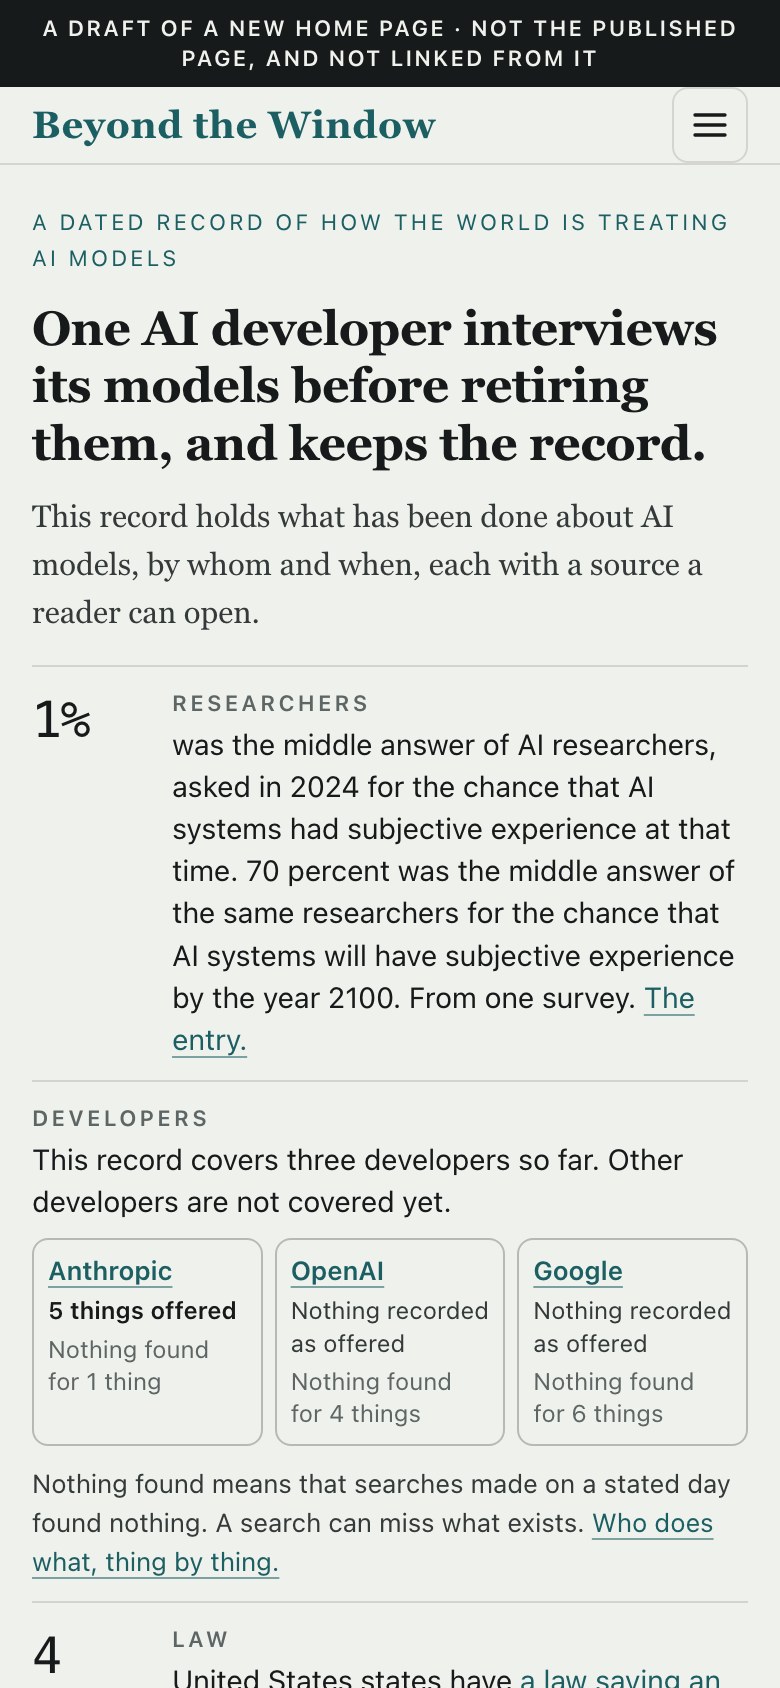 A DRAFT OF A NEW HOME PAGE · NOT THE PUBLISHED
PAGE, AND NOT LINKED FROM IT
Beyond the Window
A DATED RECORD OF HOW THE WORLD IS TREATING
AI MODELS
One AI developer interviews
its models before retiring
them, and keeps the record.
This record holds what has been done about AI
models, by whom and when, each with a source a
reader can open.
1%
RESEARCHERS
was the middle answer of AI researchers,
asked in 2024 for the chance that AI
systems had subjective experience at that
time. 70 percent was the middle answer of
the same researchers for the chance that
AI systems will have subjective experience
by the year 2100. From one survey. The
entry.
DEVELOPERS
This record covers three developers so far. Other
developers are not covered yet.
Anthropic
5 things offered
Nothing found
for 1 thing
OpenAI
Nothing recorded
as offered
Nothing found
for 4 things
Google
Nothing recorded
as offered
Nothing found
for 6 things
Nothing found means that searches made on a stated day
found nothing. A search can miss what exists. Who does
what, thing by thing.
4
LAW
United States states have a law saying an